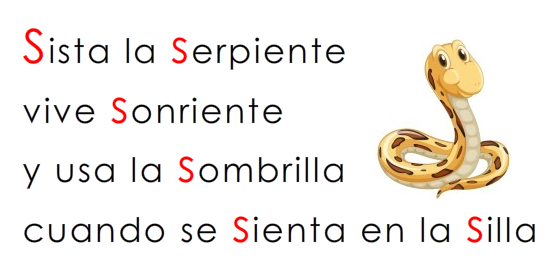 Sista la Serpiente
vive Sonriente
y usa la Sombrilla
cuando se Sienta en la Silla